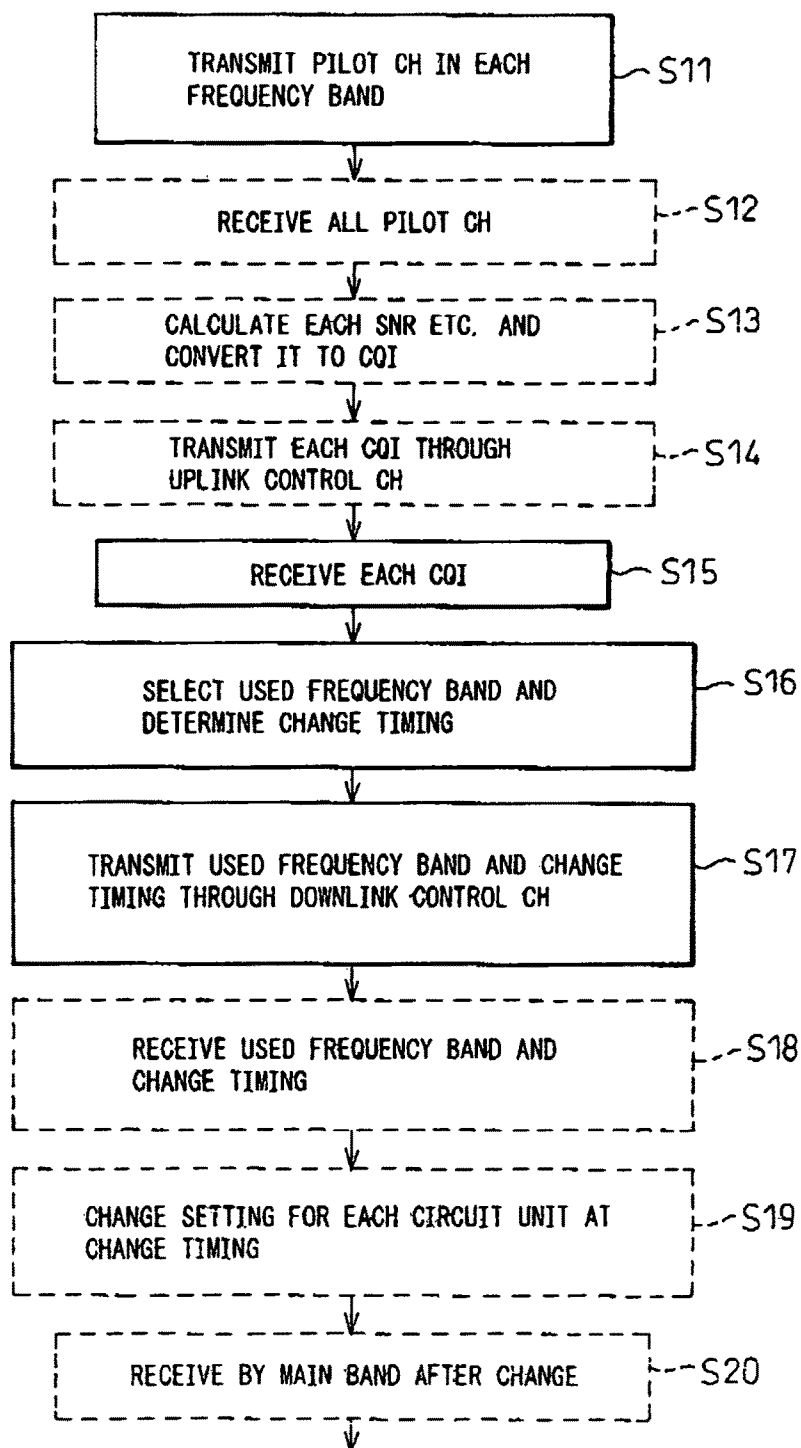 TRANSMIT PILOT CH IN EACH
FREQUENCY BAND
S11
RECEIVE ALL PILOT CH
S12
CALCULATE EACH SNR ETC. AND
CONVERT IT TO CQI
S13
TRANSMIT EACH CQI THROUGH
UPLINK CONTROL CH
S14
RECEIVE EACH CQI
S15
SELECT USED FREQUENCY BAND AND
DETERMINE CHANGE TIMING
S16
TRANSMIT USED FREQUENCY BAND AND CHANGE
TIMING THROUGH DOWNLINK CONTROL CH
S17
RECEIVE USED FREQUENCY BAND AND
CHANGE TIMING
S18
CHANGE SETTING FOR EACH CIRCUIT UNIT AT
CHANGE TIMING
S19
RECEIVE BY MAIN BAND AFTER CHANGE
S20